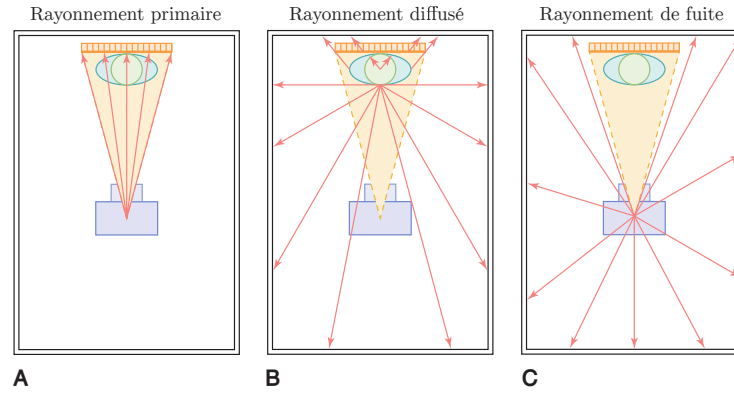 Rayonnement primaire
Rayonnement diffusé
Rayonnement de fuite
A
B
C